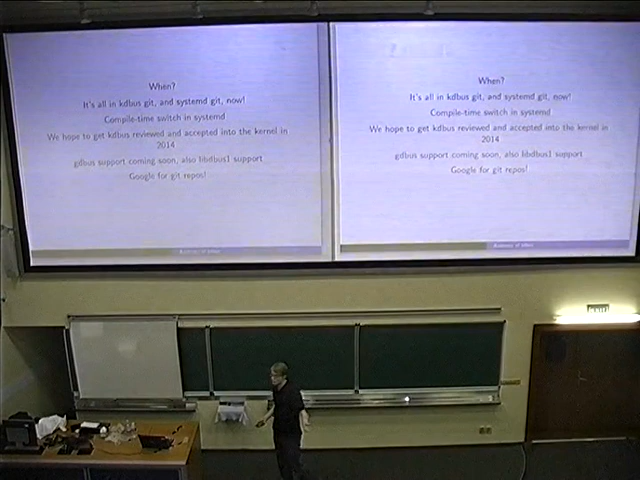 When?
It's all in kdbus git, and systemd git, now!
Compile-time switch in systemd
We hope to get kdbus reviewed and accepted into the kernel in
2014
gdbus support coming soon, also libdbus1 support
Google for git repos!
When?
It's all in kdbus git, and systemd git, now!
Compile-time switch in systemd
We hope to get kdbus reviewed and accepted into the kernel in
2014
gdbus support coming soon, also libdbus1 support
Google for git repos!